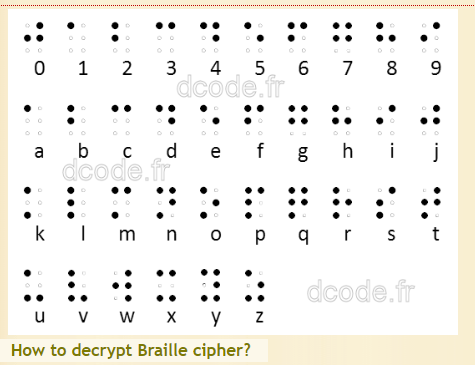 0 1 2 3 4 5 6 7 8 9
dcode.fr
a b c d e f g h i j
dcode.fr
k l m n o p q r s t
dcode.fr
u v w x y z
How to decrypt Braille cipher?